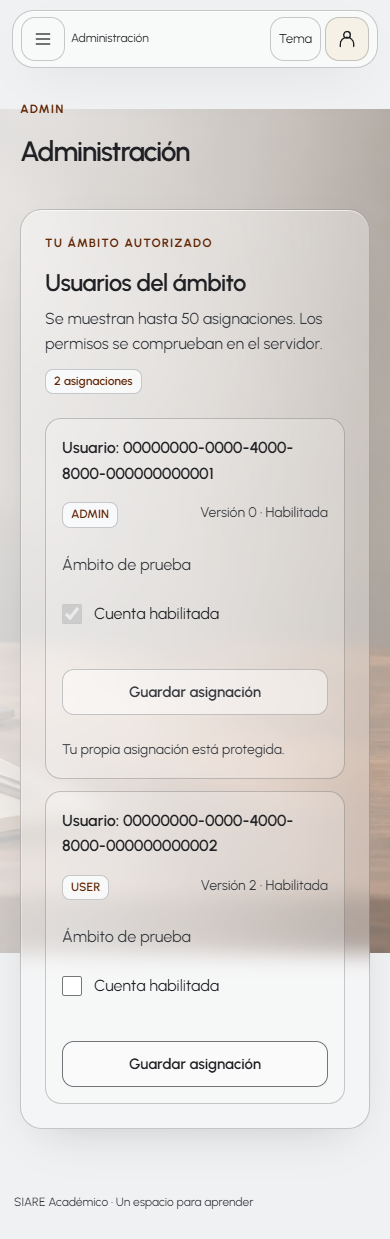 Administración
Tema
ADMIN
Administración
TU ÁMBITO AUTORIZADO
Usuarios del ámbito
Se muestran hasta 50 asignaciones. Los
permisos se comprueban en el servidor.
2 asignaciones
Usuario: 00000000-0000-4000-
8000-000000000001
ADMIN
Versión 0 · Habilitada
Ámbito de prueba
Cuenta habilitada
Guardar asignación
Tu propia asignación está protegida.
Usuario: 00000000-0000-4000-
8000-000000000002
USER
Versión 2 · Habilitada
Ámbito de prueba
Cuenta habilitada
Guardar asignación
SIARE Académico · Un espacio para aprender